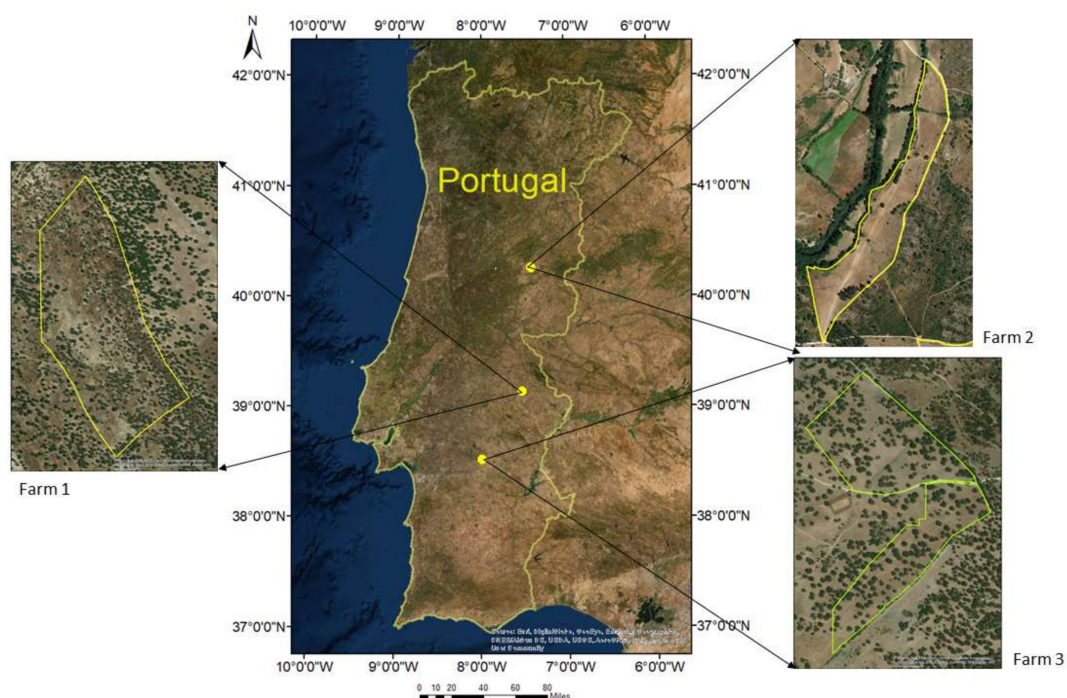 10°0'0"W 9°0'0"W 8°0'0"W 7°0'0"W 6°0'0"W
N
42°0'0"N 42°0'0"N
Portugal
41°0'0"N 41°0'0"N
40°0'0"N 40°0'0"N
Farm 2
39°0'0"N 39°0'0"N
Farm 1
38°0'0"N 38°0'0"N
37°0'0"N 37°0'0"N
User Community
Farm 3
10°0'0"W 9°0'0"W 8°0'0"W 7°0'0"W 6°0'0"W
0 10 20 40 60 80
Miles